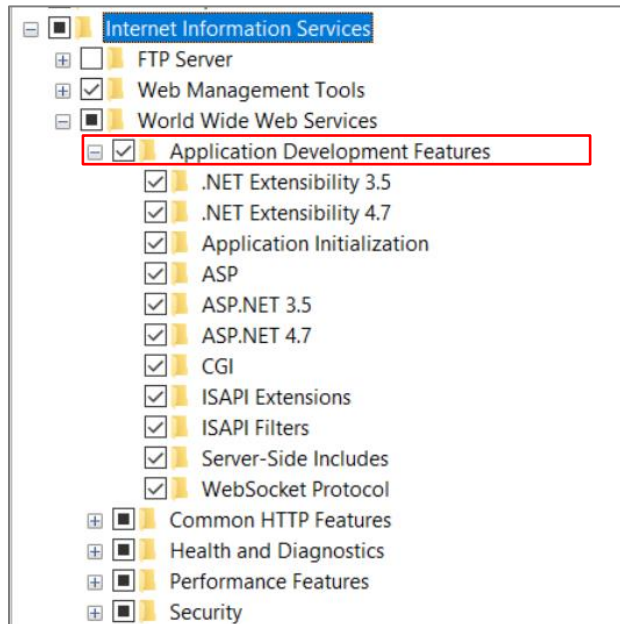 Internet Information Services
FTP Server
Web Management Tools
World Wide Web Services
Application Development Features
.NET Extensibility 3.5
.NET Extensibility 4.7
Application Initialization
ASP
ASP.NET 3.5
ASP.NET 4.7
CGI
ISAPI Extensions
ISAPI Filters
Server-Side Includes
WebSocket Protocol
Common HTTP Features
Health and Diagnostics
Performance Features
Security